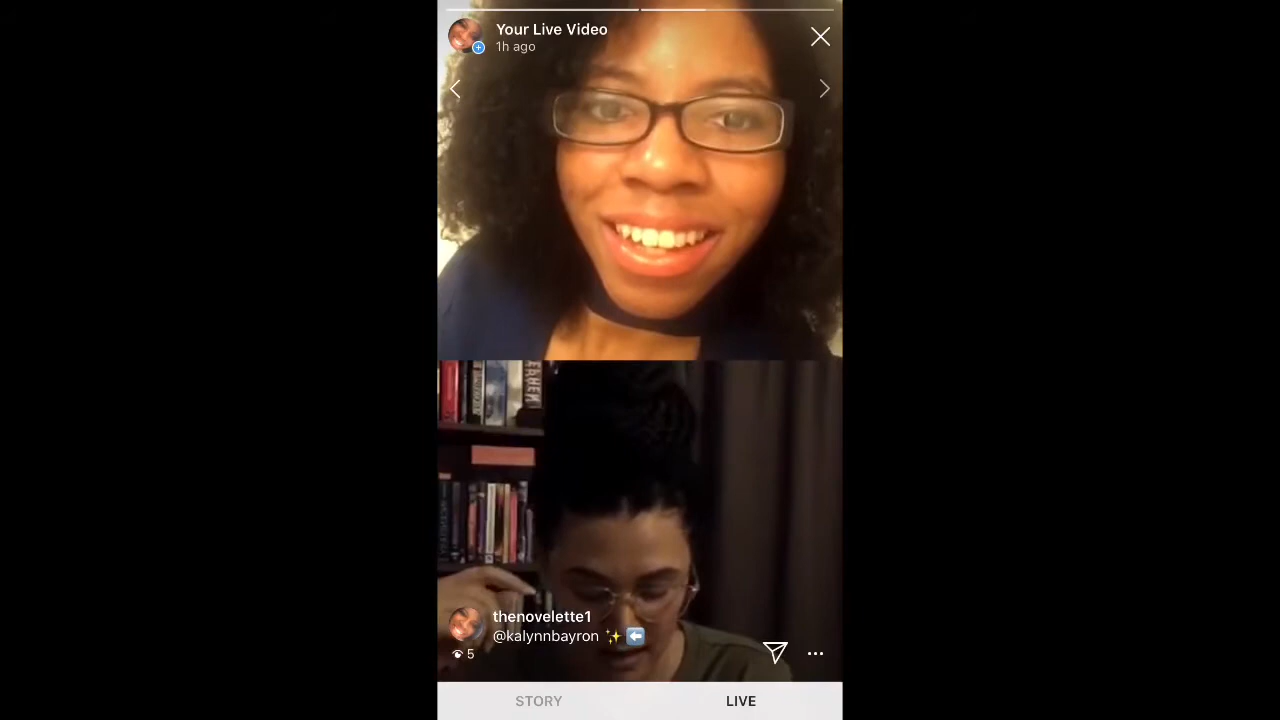 Your Live Video
1h ago
thenovelette1
@kalynnbayron ✨ ⬅️
5
STORY
LIVE